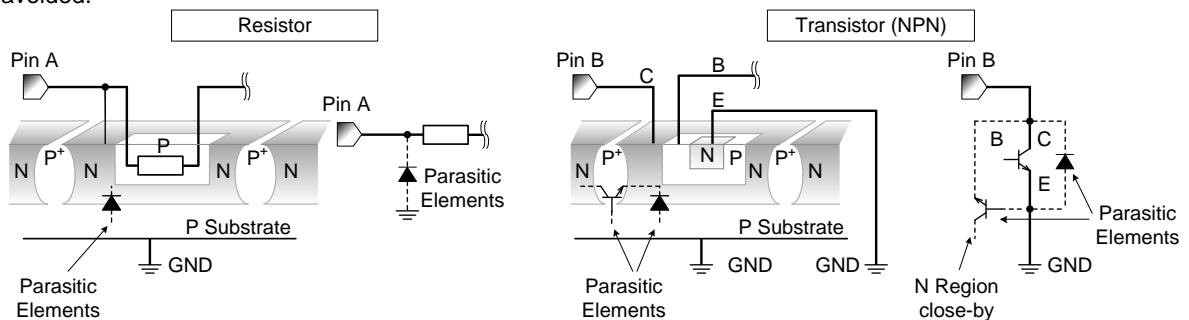 avoided.
Resistor
Transistor (NPN)
Pin A
Pin A
N
P+
N
P
N
P+
N
Parasitic
Elements
P Substrate
GND
Parasitic
Elements
Pin B
C
B
E
N
P+
N
N
P
N
P+
N
P Substrate
GND
GND
Parasitic
Elements
Pin B
B
C
E
Parasitic
Elements
GND
N Region
close-by